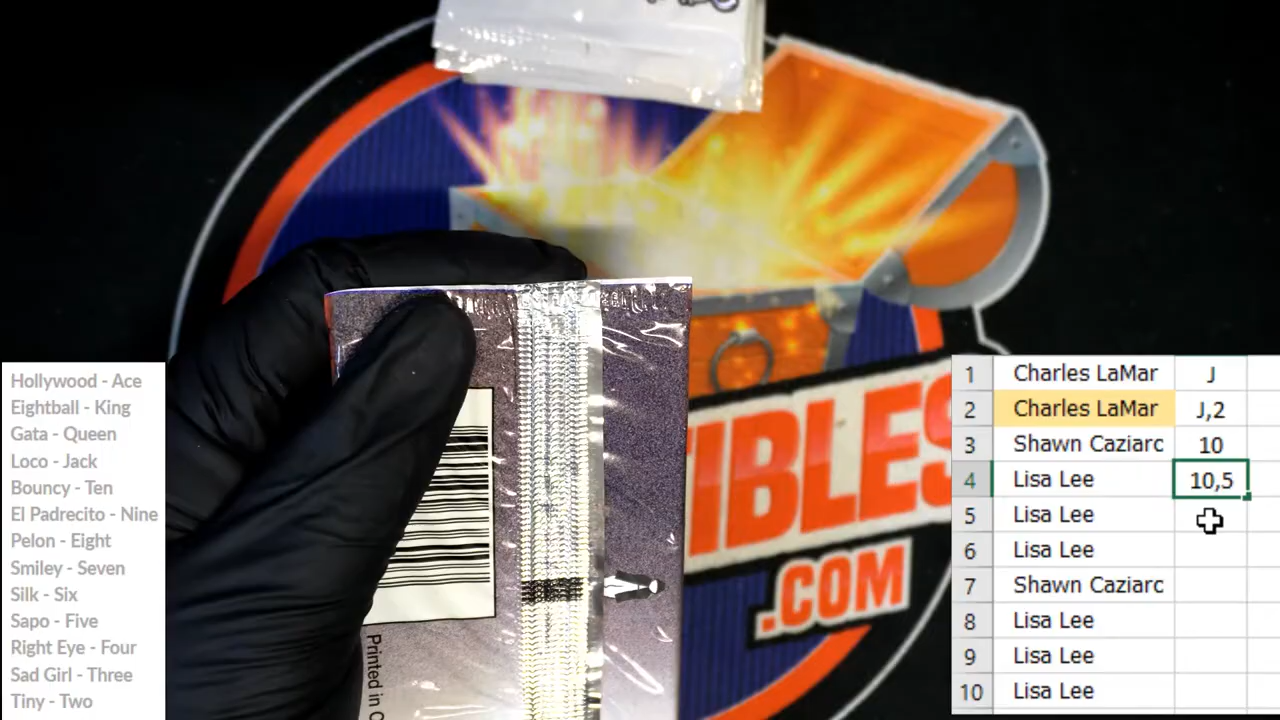 IBLES
.COM
Printed in C
Hollywood - Ace
Eightball - King
Gata - Queen
Loco - Jack
Bouncy - Ten
El Padrecito - Nine
Pelon - Eight
Smiley - Seven
Silk - Six
Sapo - Five
Right Eye - Four
Sad Girl - Three
Tiny - Two
1 Charles LaMar J
2 Charles LaMar J,2
3 Shawn Caziarc 10
4 Lisa Lee 10,5
5 Lisa Lee
6 Lisa Lee
7 Shawn Caziarc
8 Lisa Lee
9 Lisa Lee
10 Lisa Lee